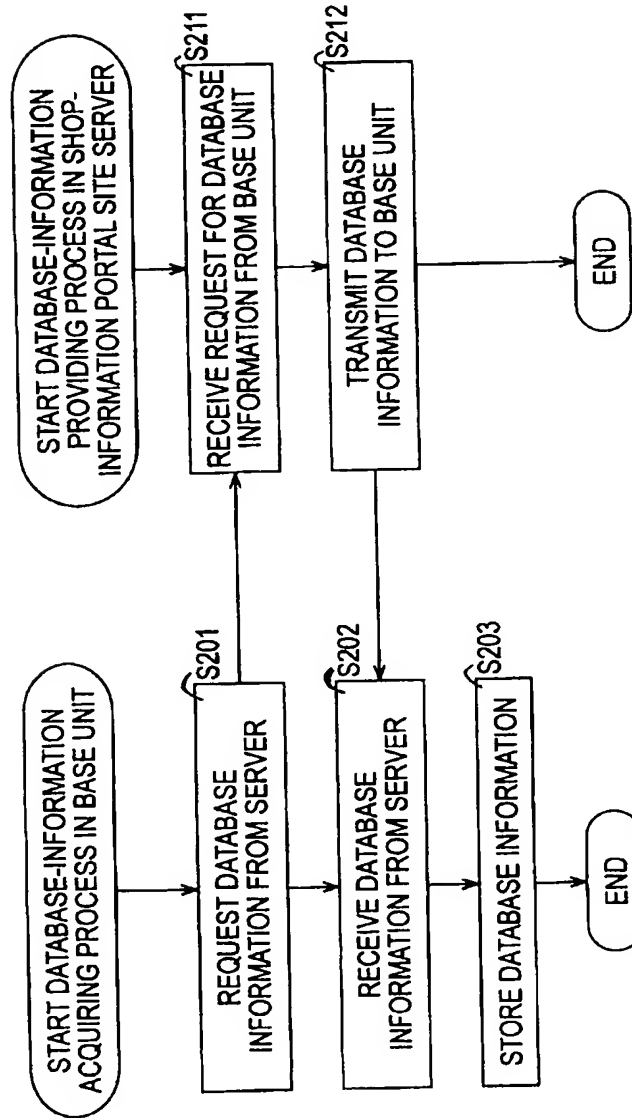 START DATABASE-INFORMATION
ACQUIRING PROCESS IN BASE UNIT
S201
REQUEST DATABASE
INFORMATION FROM SERVER
S202
RECEIVE DATABASE
INFORMATION FROM SERVER
S203
STORE DATABASE INFORMATION
END
START DATABASE-INFORMATION
PROVIDING PROCESS IN SHOP-
INFORMATION PORTAL SITE SERVER
S211
RECEIVE REQUEST FOR DATABASE
INFORMATION FROM BASE UNIT
S212
TRANSMIT DATABASE
INFORMATION TO BASE UNIT
END